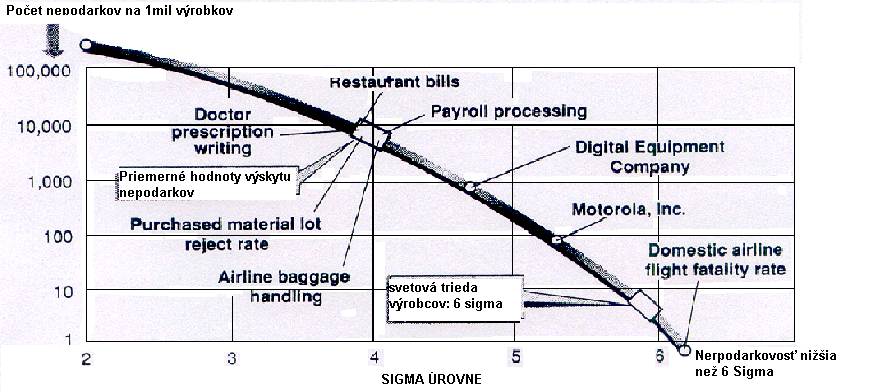 Počet nepodarkov na 1mil výrobkov
100,000
Restaurant bills
Doctor
prescription
writing
Payroll processing
10,000
Digital Equipment
Company
Priemerné hodnoty výskytu
nepodarkov
1,000
Purchased material lot
reject rate
Motorola, Inc.
100
Domestic airline
flight fatality rate
Airline baggage
handling
svetová trieda
výrobcov: 6 sigma
10
1
2
3
4
5
6
Nerpodarkovosť nižšia
než 6 Sigma
SIGMA ÚROVNE